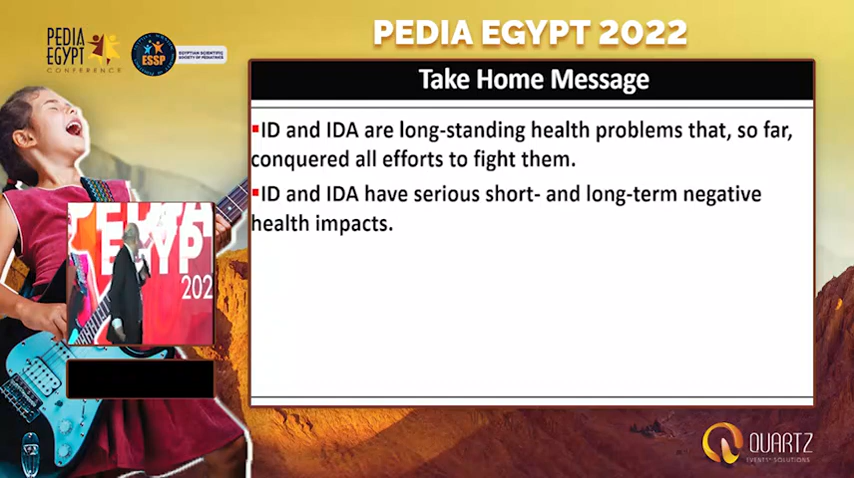 PEDIA EGYPT 2022
PEDIA
EGYPT
CONFERENCE
ESSP
EGYPTIAN SCIENTIFIC
SOCIETY OF PEDIATRICS
Take Home Message
▪ID and IDA are long-standing health problems that, so far,
conquered all efforts to fight them.
▪ID and IDA have serious short- and long-term negative
health impacts.
EGYP
202
QUARTZ
EVENTS' SOLUTIONS